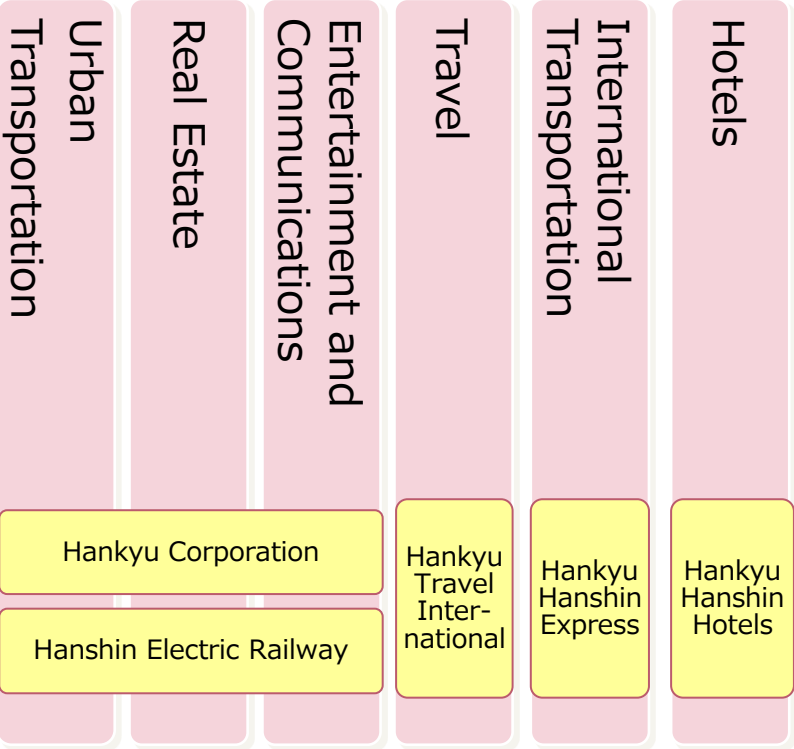 Urban
Transportation
Real Estate
Entertainment and
Communications
Travel
International
Transportation
Hotels
Hankyu Corporation
Hanshin Electric Railway
Hankyu
Travel
Inter-
national
Hankyu
Hanshin
Express
Hankyu
Hanshin
Hotels